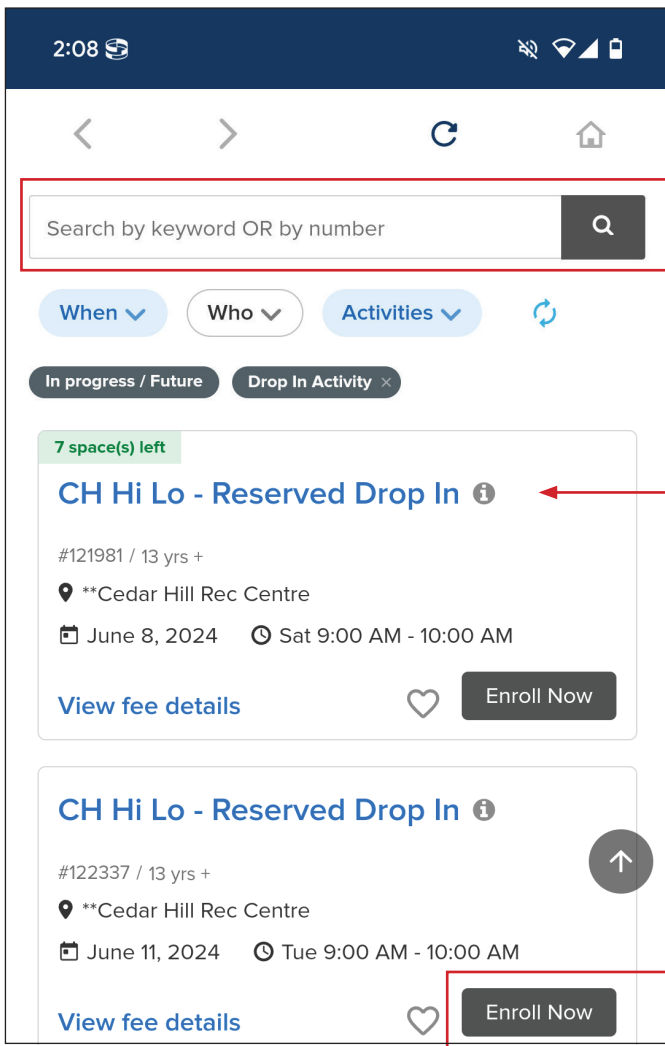 2:08
Search by keyword OR by number
When Who Activities
In progress / Future Drop In Activity ×
7 space(s) left
CH Hi Lo - Reserved Drop In
#121981 / 13 yrs +
**Cedar Hill Rec Centre
June 8, 2024 Sat 9:00 AM - 10:00 AM
View fee details Enroll Now
CH Hi Lo - Reserved Drop In
#122337 / 13 yrs +
**Cedar Hill Rec Centre
June 11, 2024 Tue 9:00 AM - 10:00 AM
View fee details Enroll Now